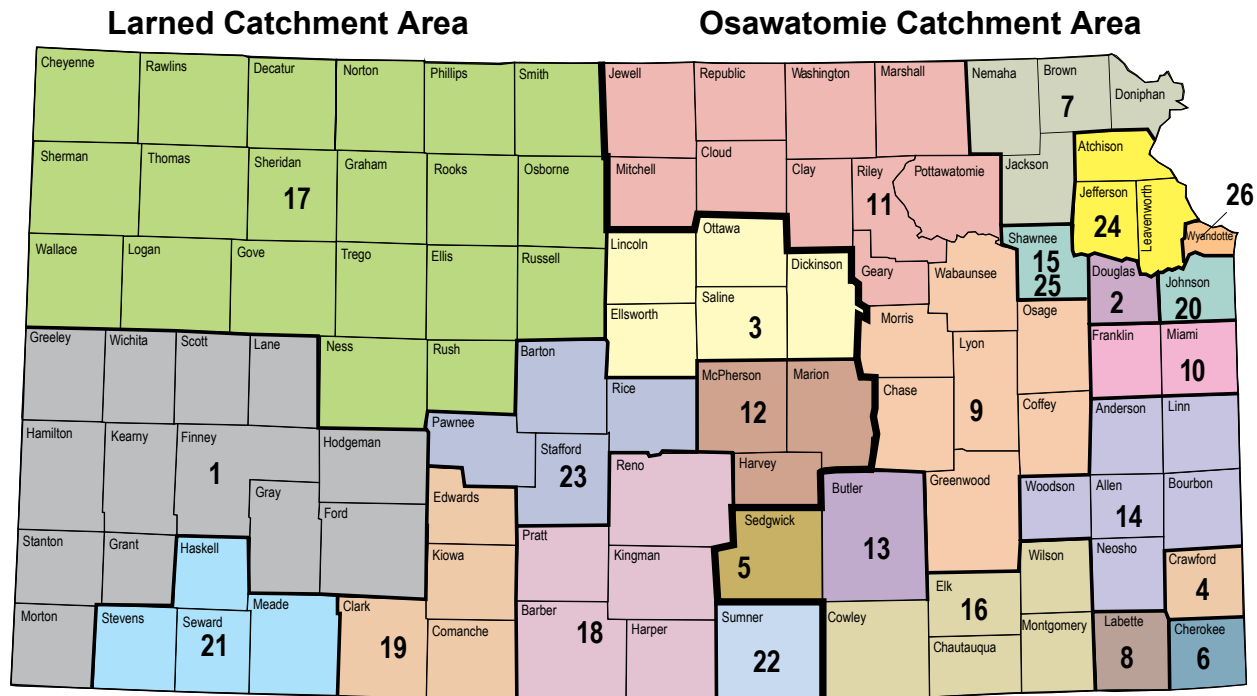 Larned Catchment Area
Osawatomie Catchment Area
Cheyenne
Rawlins
Decatur
Norton
Phillips
Smith
Jewell
Republic
Washington
Marshall
Nemaha
Brown
7
Doniphan
Sherman
Thomas
Sheridan
17
Graham
Rooks
Osborne
Mitchell
Cloud
Clay
Riley
11
Pottawatomie
Jackson
Atchison
Jefferson
24
Leavenworth
26
Wyandotte
Wallace
Logan
Gove
Trego
Ellis
Russell
Lincoln
Ottawa
Dickinson
Saline
3
Ellsworth
Geary
Wabaunsee
Shawnee
15
25
Douglas
2
Johnson
20
Greeley
Wichita
Scott
Lane
Ness
Rush
Barton
Rice
McPherson
12
Marion
Morris
Chase
Lyon
9
Osage
Coffey
Franklin
Miami
10
Anderson
Linn
Hamilton
Kearny
Finney
1
Hodgeman
Gray
Ford
Pawnee
Stafford
23
Edwards
Reno
Harvey
Butler
13
Greenwood
Woodson
Allen
14
Bourbon
Stanton
Grant
Haskell
Kiowa
Pratt
Kingman
Sedgwick
5
Elk
16
Wilson
Neosho
Crawford
4
Morton
Stevens
Seward
21
Meade
Clark
19
Comanche
Barber
18
Harper
Sumner
22
Cowley
Chautauqua
Montgomery
Labette
8
Cherokee
6